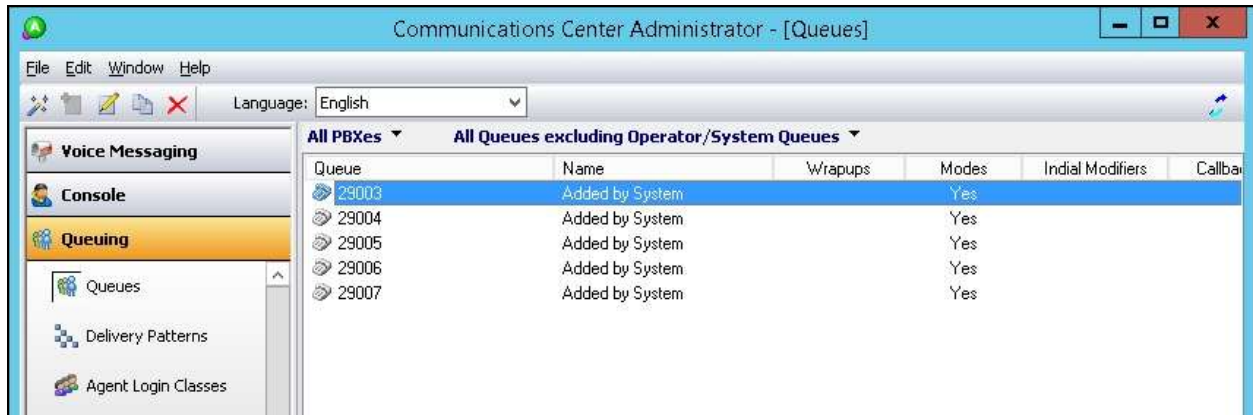 Communications Center Administrator - [Queues]
File Edit Window Help
Language: English
Voice Messaging
Console
Queuing
Queues
Delivery Patterns
Agent Login Classes
All PBXes All Queues excluding Operator/System Queues
Queue Name Wrapups Modes Indial Modifiers Callba
29003 Added by System Yes
29004 Added by System Yes
29005 Added by System Yes
29006 Added by System Yes
29007 Added by System Yes